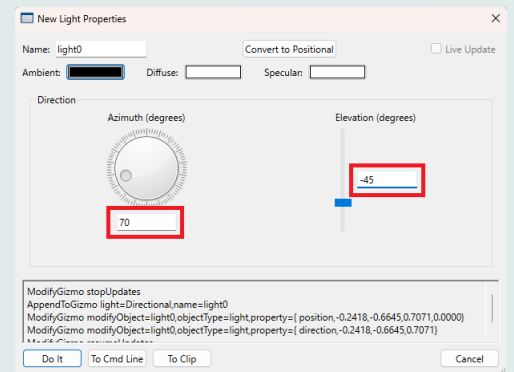 New Light Properties
Name: light0 Convert to Positional Live Update
Ambient: Diffuse: Specular:
Direction
Azimuth (degrees) Elevation (degrees)
-45
70
ModifyGizmo stopUpdates
AppendToGizmo light=Directional,name=light0
ModifyGizmo modifyObject=light0,objectType=light,property={ position,-0.2418,-0.6645,0.7071,0.0000}
ModifyGizmo modifyObject=light0,objectType=light,property={ direction,-0.2418,-0.6645,0.7071}
ModifyGizmo resumeUpdates
Do It To Cmd Line To Clip Cancel